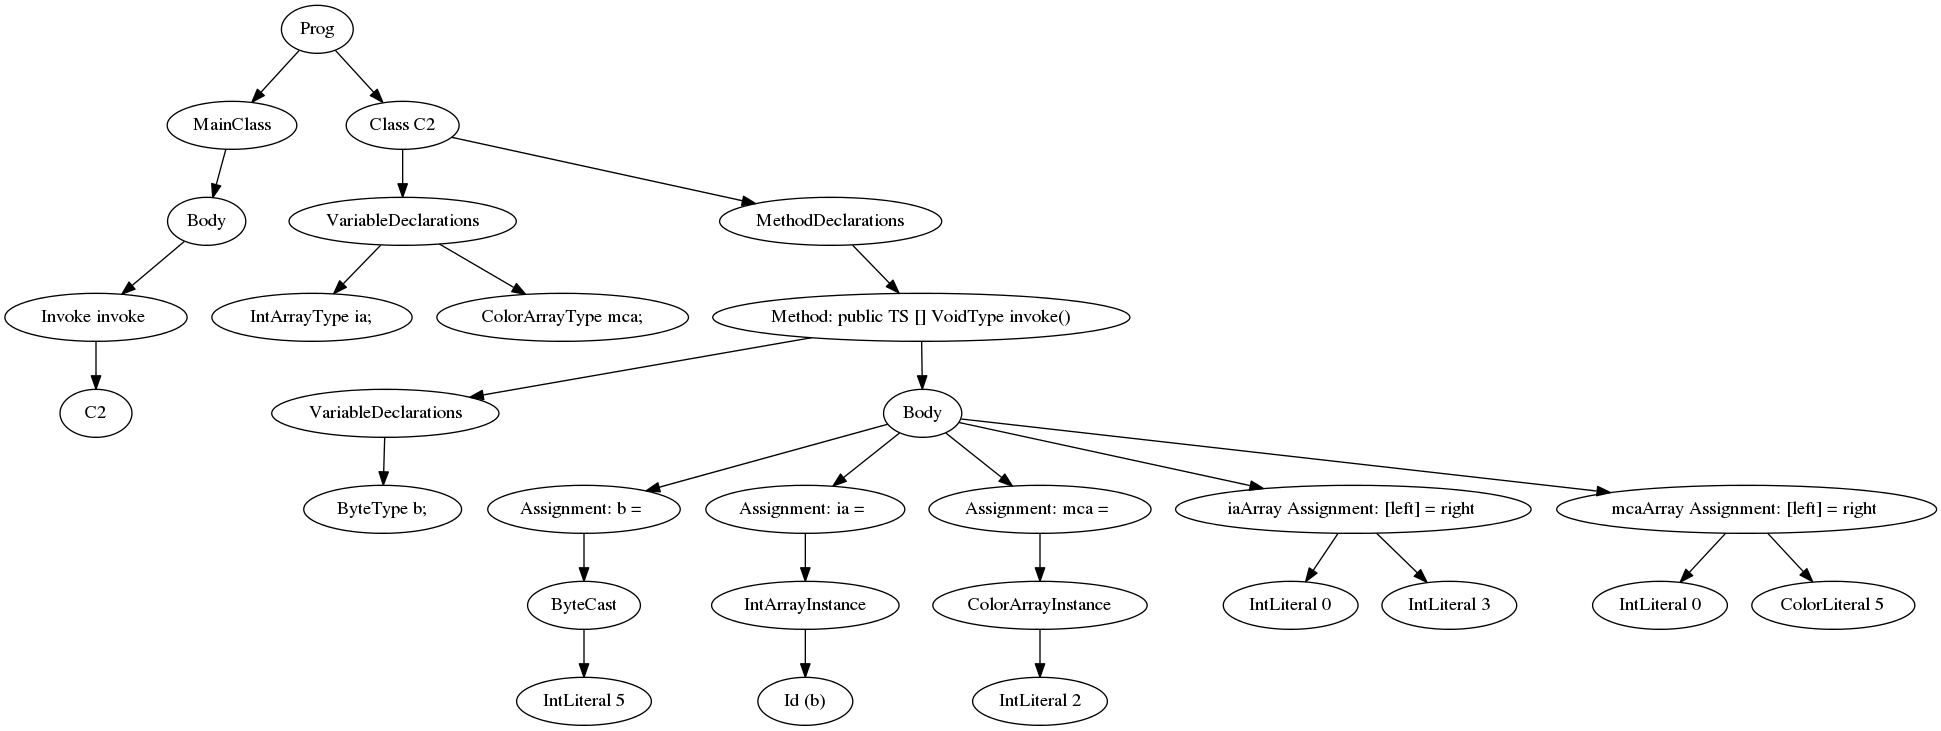 Prog
MainClass
Class C2
Body
VariableDeclarations
MethodDeclarations
Invoke invoke
IntArrayType ia;
ColorArrayType mca;
Method: public TS [] VoidType invoke()
C2
VariableDeclarations
Body
ByteType b;
Assignment: b =
Assignment: ia =
Assignment: mca =
iaArray Assignment: [left] = right
mcaArray Assignment: [left] = right
ByteCast
IntArrayInstance
ColorArrayInstance
IntLiteral 0
IntLiteral 3
IntLiteral 0
ColorLiteral 5
IntLiteral 5
Id (b)
IntLiteral 2